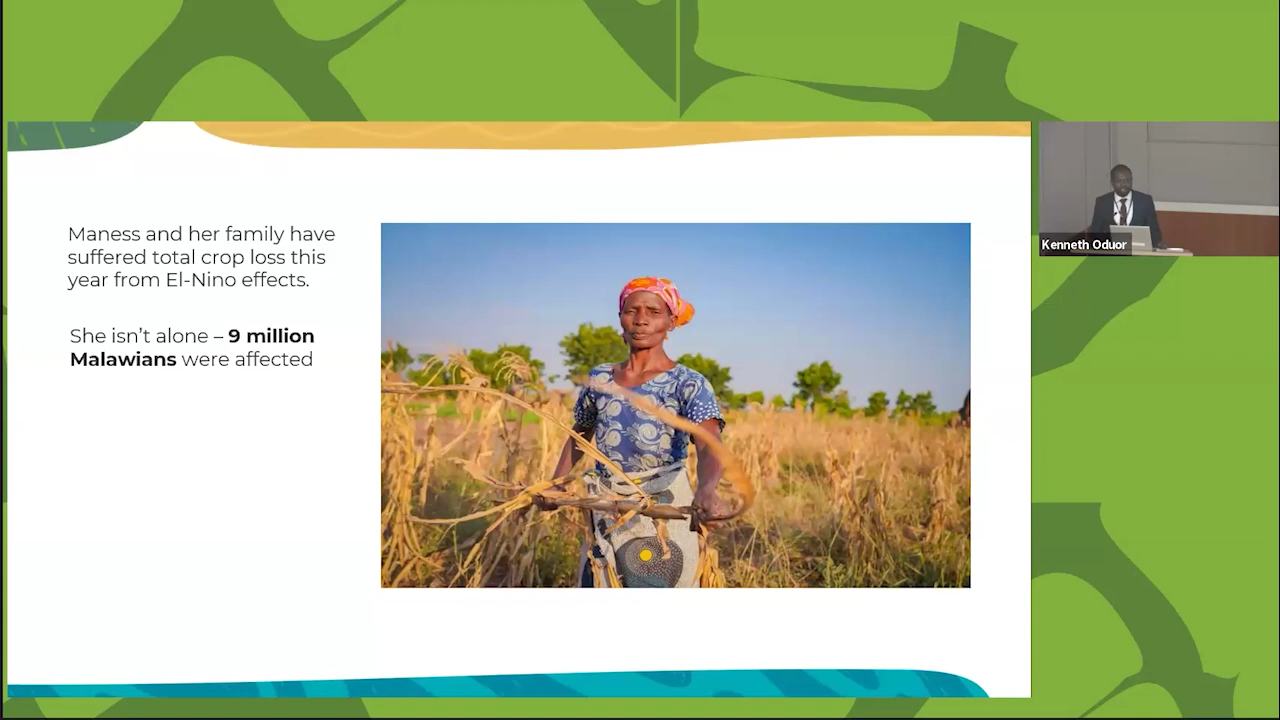 Maness and her family have
suffered total crop loss this
year from El-Nino effects.
She isn't alone – 9 million
Malawians were affected
Kenneth Oduor